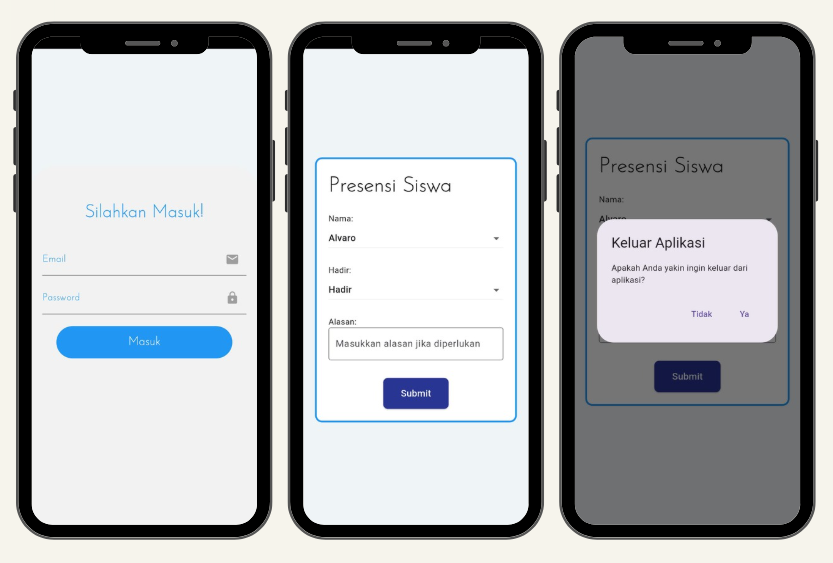 Silahkan Masuk!
Email
Password
Masuk
Presensi Siswa
Nama:
Alvaro
Hadir:
Hadir
Alasan:
Masukkan alasan jika diperlukan
Submit
Presensi Siswa
Nama:
Alvaro
Keluar Aplikasi
Apakah Anda yakin ingin keluar dari
aplikasi?
Tidak Ya
Submit